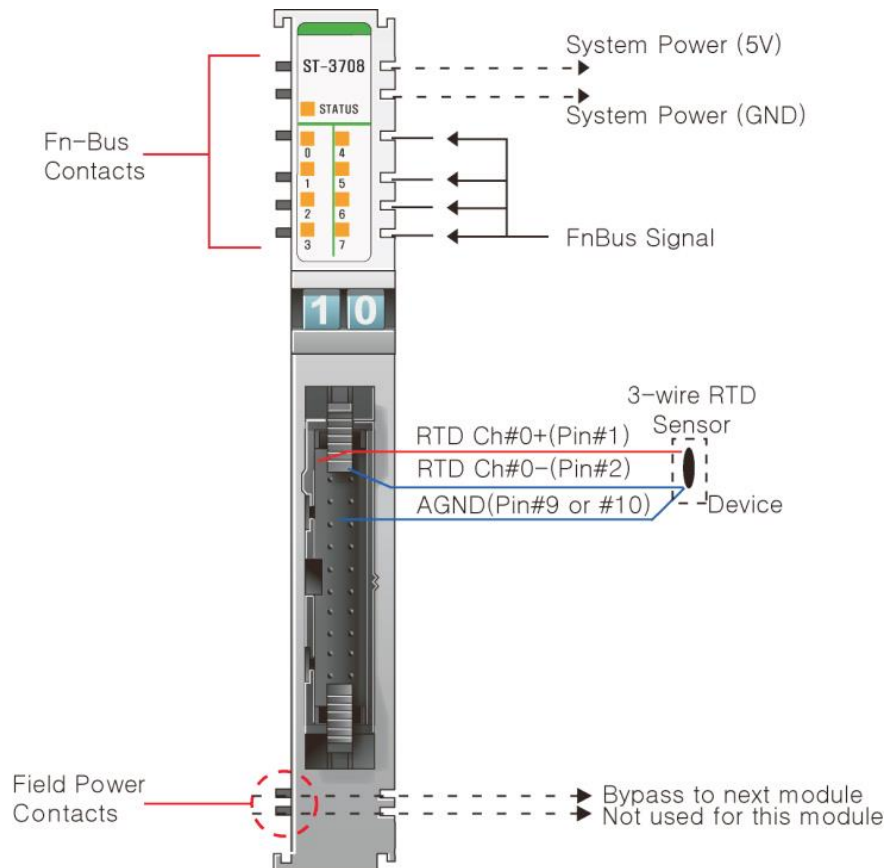 System Power (5V)
ST-3708
STATUS
System Power (GND)
Fn-Bus
Contacts
0 4
1 5
2 6
3 7
FnBus Signal
1 0
3-wire RTD
Sensor
RTD Ch#0+(Pin#1)
RTD Ch#0-(Pin#2)
AGND(Pin#9 or #10)
Device
Field Power
Contacts
Bypass to next module
Not used for this module